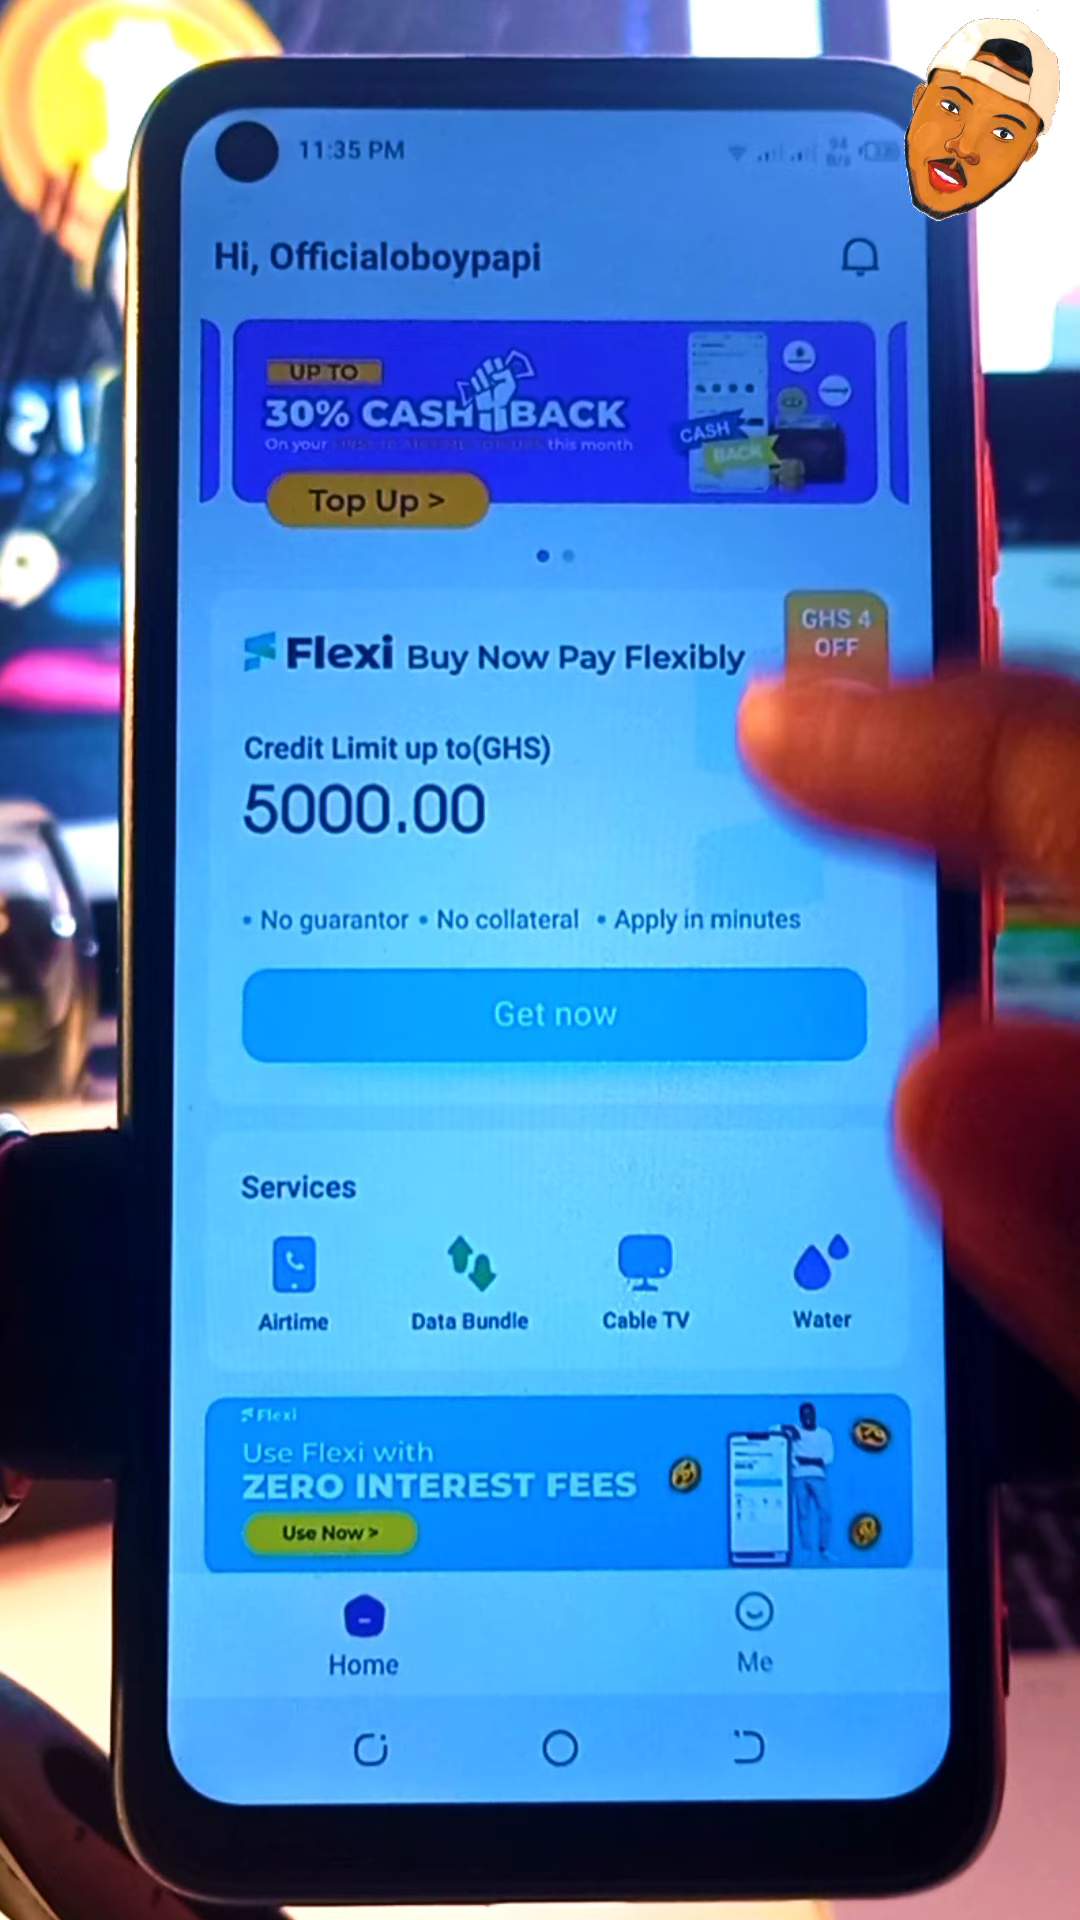 11:35 PM
94
B/s
Hi, Officialoboypapi
UP TO
30% CASH BACK
On your
this month
CASH
BACK
Top Up >
GHS 4
OFF
Flexi Buy Now Pay Flexibly
Credit Limit up to(GHS)
5000.00
• No guarantor • No collateral • Apply in minutes
Get now
Services
Airtime
Data Bundle
Cable TV
Water
Flexi
Use Flexi with
ZERO INTEREST FEES
Use Now >
Home
Me